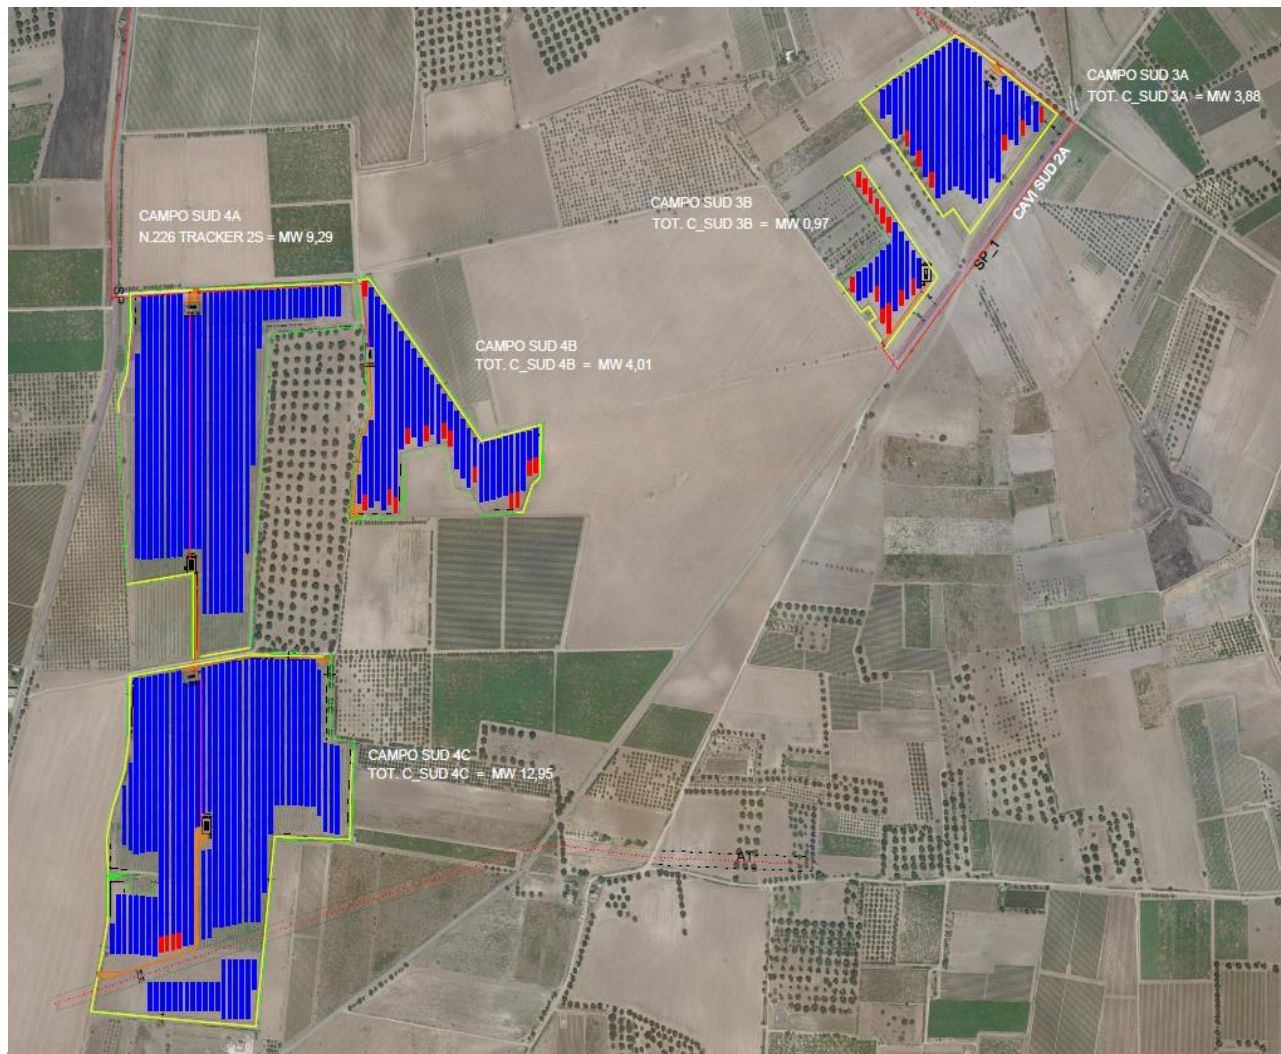 CAMPO SUD 3A
TOT. C_SUD 3A = MW 3,88
CAVI SUD 2A
SP_1
CAMPO SUD 3B
TOT. C_SUD 3B = MW 0,97
CAMPO SUD 4A
N.226 TRACKER 2S = MW 9,29
SP
CAMPO SUD 4B
TOT. C_SUD 4B = MW 4,01
CAMPO SUD 4C
TOT. C_SUD 4C = MW 12,95
AT